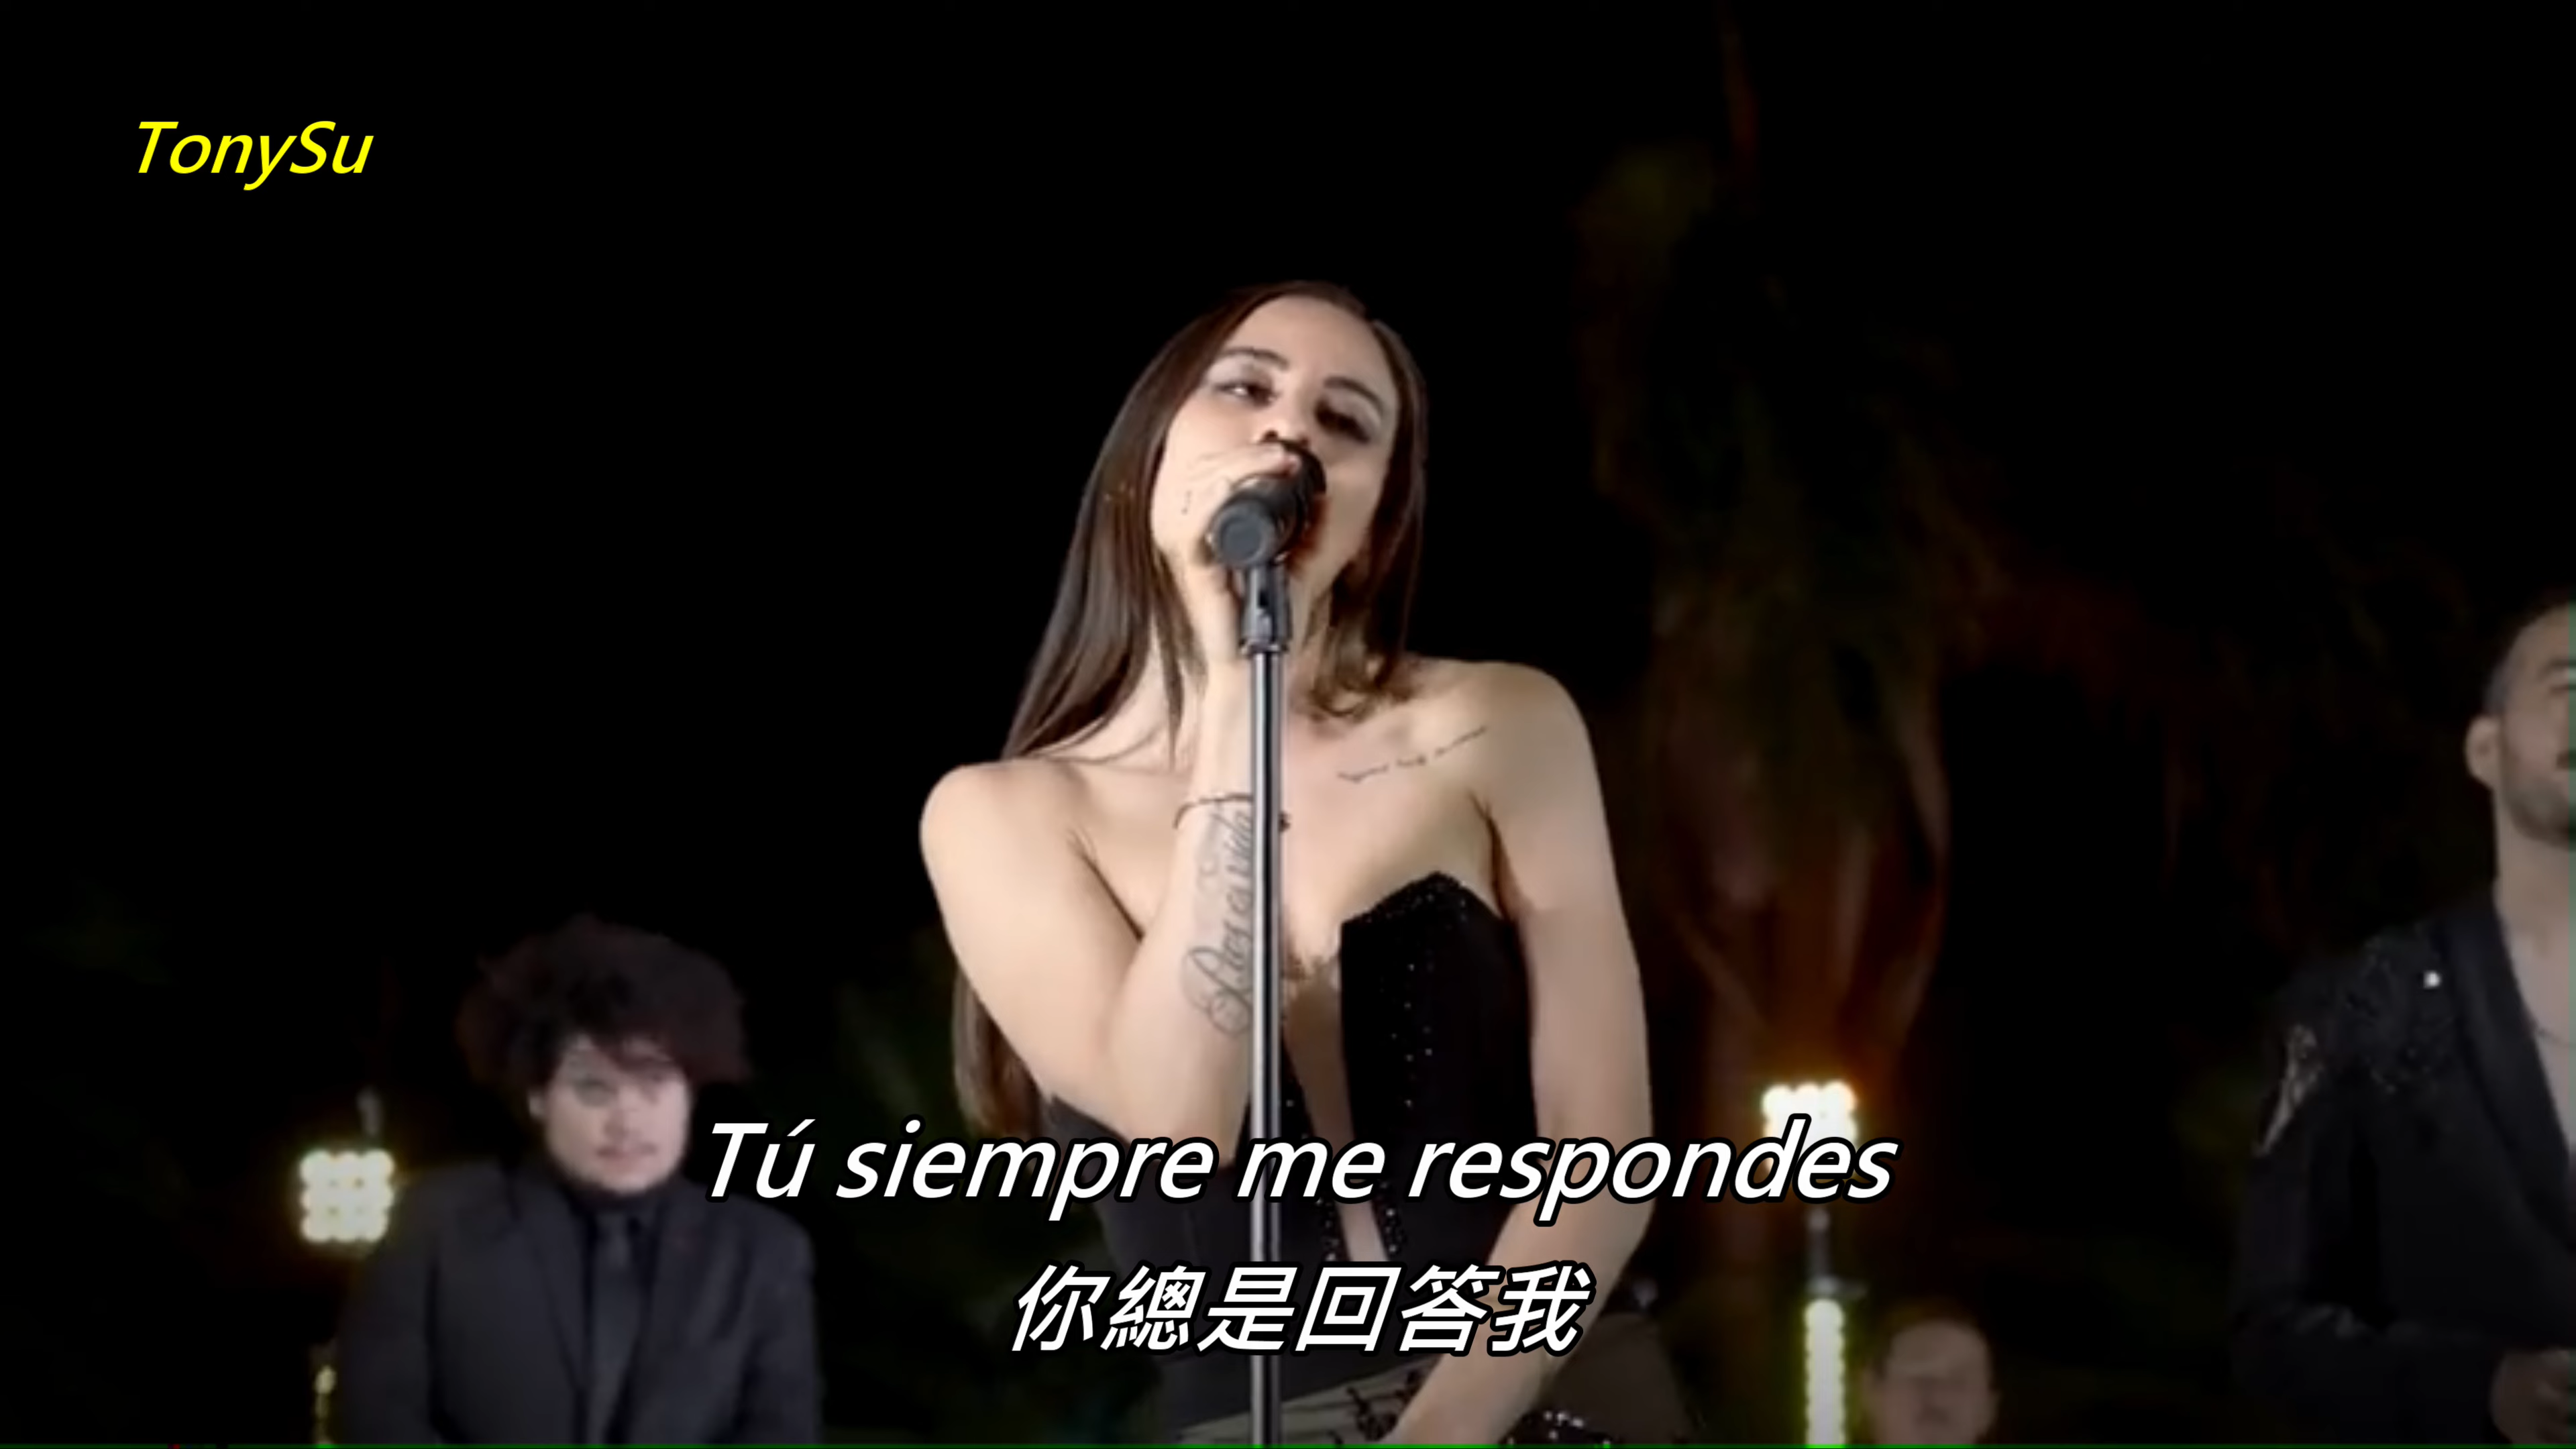 TonySu
Tú siempre me respondes
你總是回答我